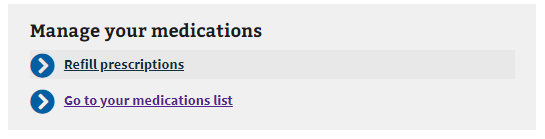 Manage your medications
Refill prescriptions
Go to your medications list